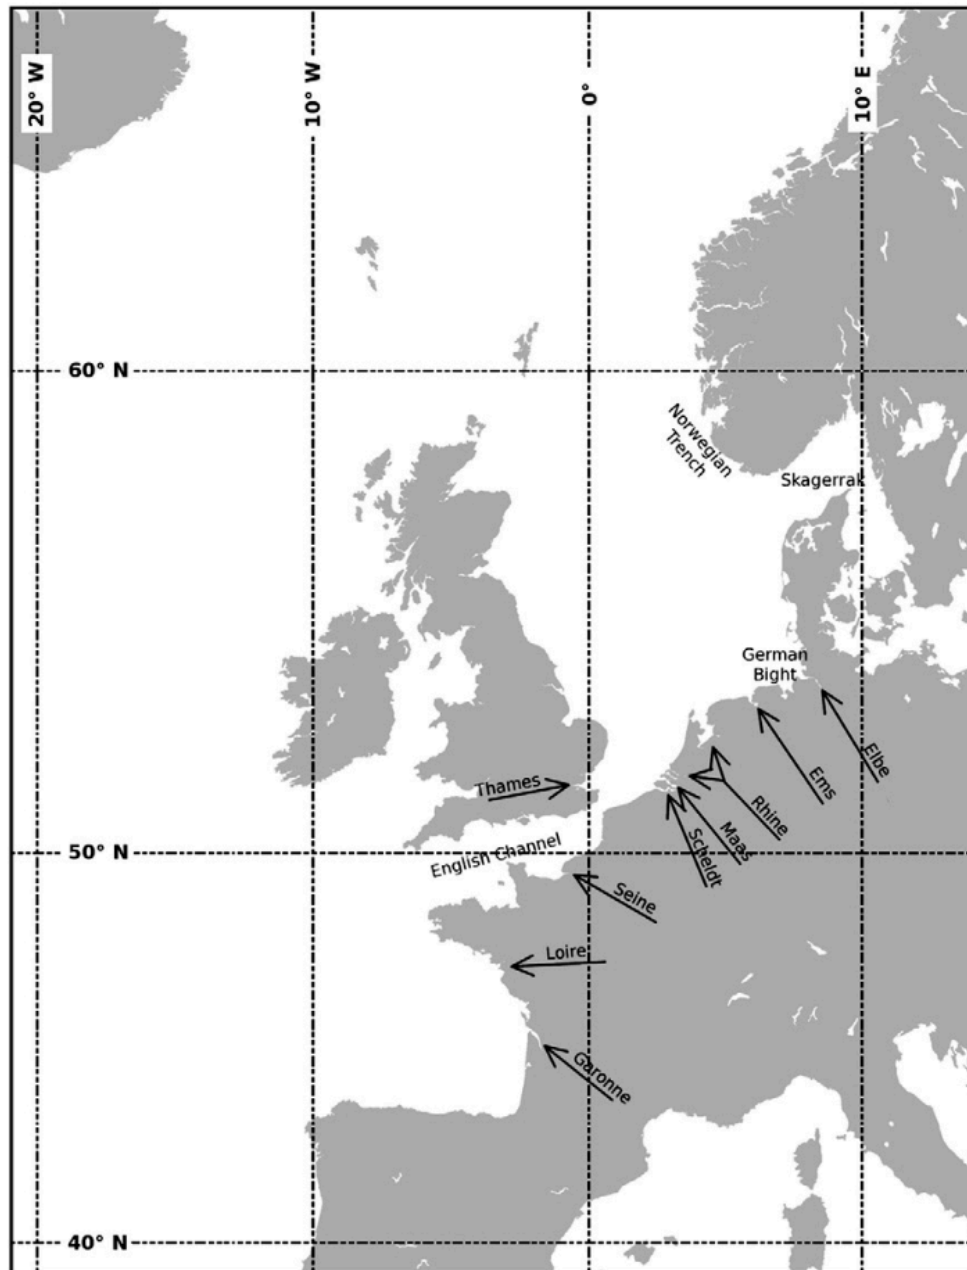 20° W
10° W
0°
10° E
60° N
Norwegian
Trench
Skagerrak
German
Bight
Elbe
Ems
Thames
Rhine
Maas
Scheldt
English Channel
50° N
Seine
Loire
Garonne
40° N